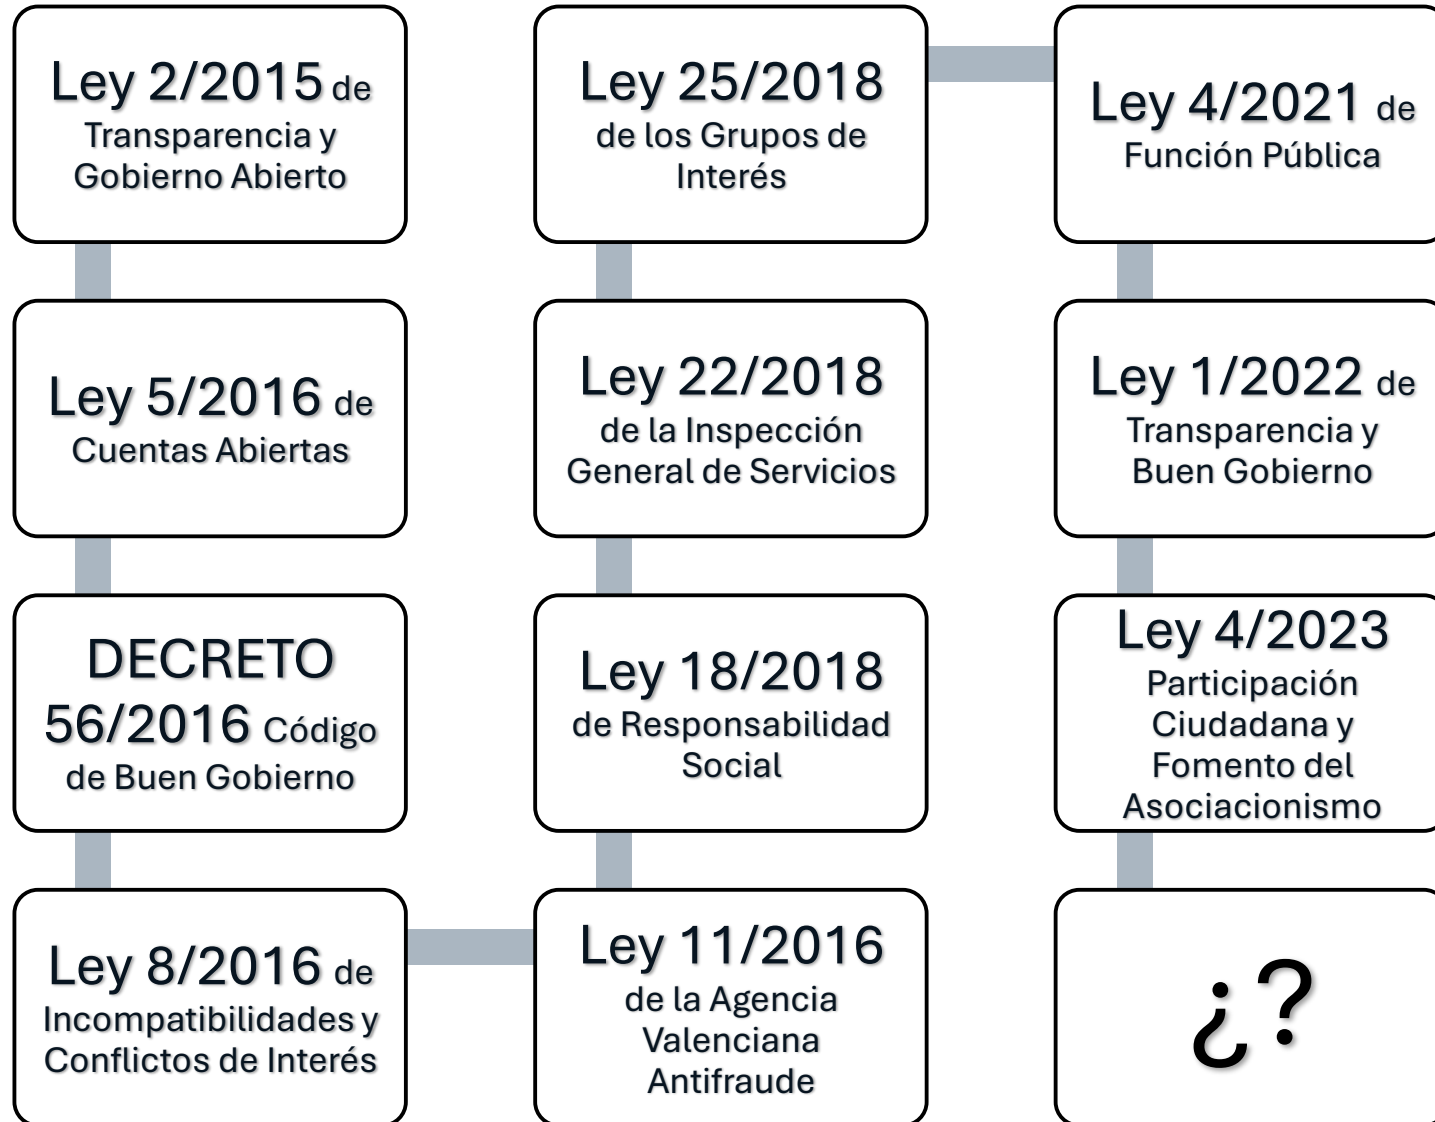 Ley 2/2015 de
Transparencia y
Gobierno Abierto
Ley 5/2016 de
Cuentas Abiertas
DECRETO
56/2016 Código
de Buen Gobierno
Ley 8/2016 de
Incompatibilidades y
Conflictos de Interés
Ley 11/2016
de la Agencia
Valenciana
Antifraude
Ley 18/2018
de Responsabilidad
Social
Ley 22/2018
de la Inspección
General de Servicios
Ley 25/2018
de los Grupos de
Interés
Ley 4/2021 de
Función Pública
Ley 1/2022 de
Transparencia y
Buen Gobierno
Ley 4/2023
Participación
Ciudadana y
Fomento del
Asociacionismo
¿?